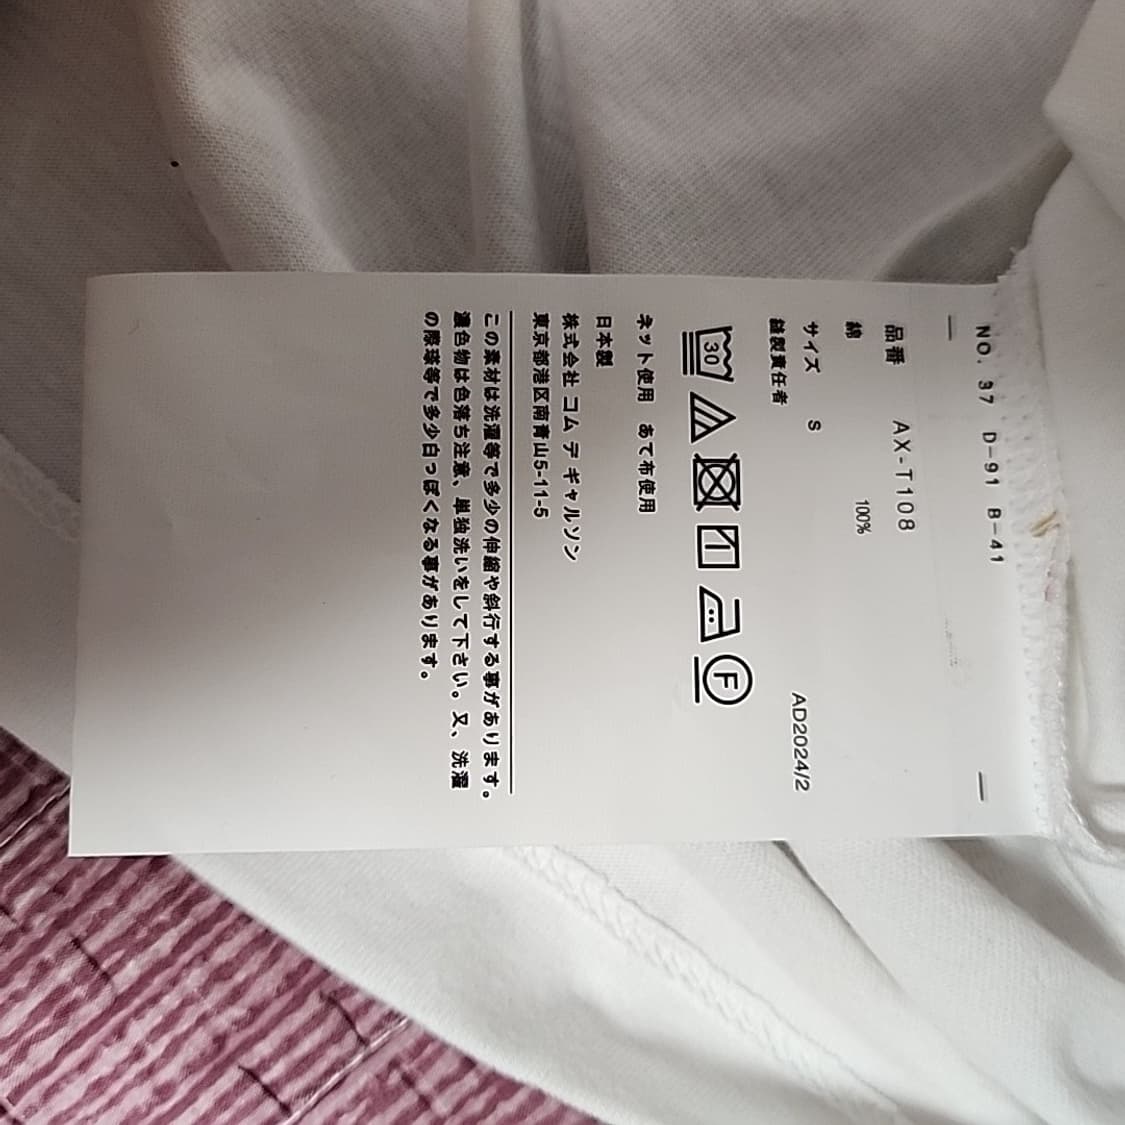 NO. 37 D-91 B-41
品番 AX-T108
綿 100%
サイズ S
縫製責任者 AD2024/2
30
F
ネット使用 あて布使用
日本製
株式会社 コム デ ギャルソン
東京都港区南青山5-11-5
この素材は洗濯等で多少の伸縮や斜行する事があります。
濃色物は色落ち注意、単独洗いをして下さい。又、洗濯
の際埃等で多少白っぽくなる事があります。